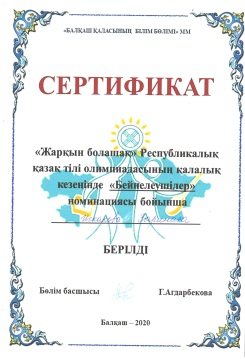 «БАЛҚАШ ҚАЛАСЫНЫҢ БІЛІМ БӨЛІМІ» ММ
СЕРТИФИКАТ
«Жарқын болашақ» Республикалық
қазақ тілі олимпиадасының қалалық
кезеңінде «Бейнелеушілер»
номинациясы бойынша
БЕРІЛДІ
Бөлім басшысы Г.Агдарбекова
Балқаш – 2020